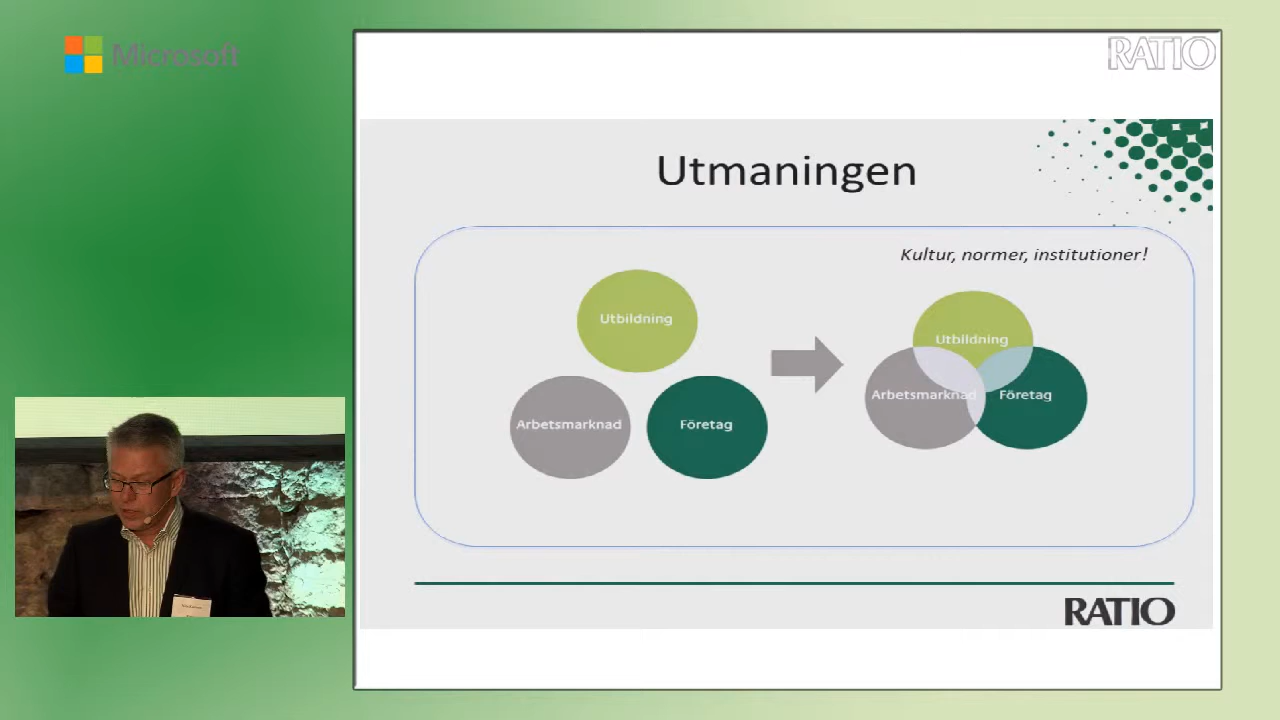 Microsoft
RATIO
Utmaningen
Kultur, normer, institutioner!
Utbildning
Arbetsmarknad
Företag
Utbildning
Arbetsmarknad
Företag
RATIO